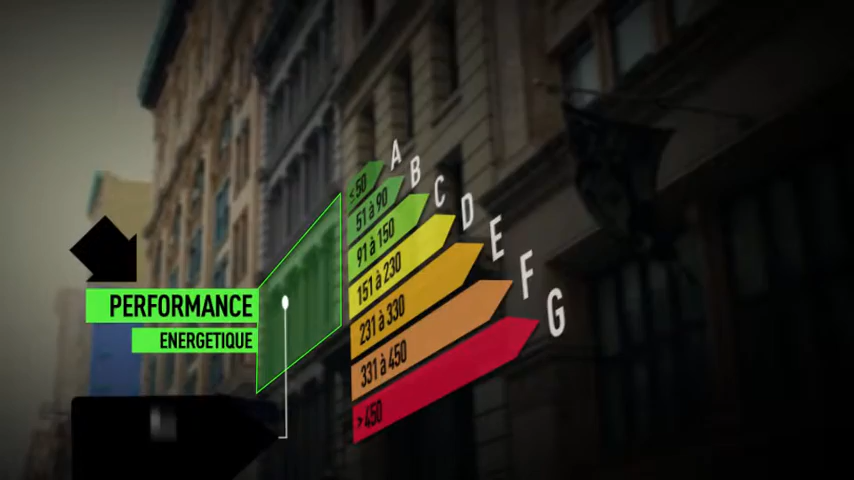 PERFORMANCE
ENERGETIQUE
≤50 A
51 à 90 B
91 à 150 C
151 à 230 D
231 à 330 E
331 à 450 F
> 450 G